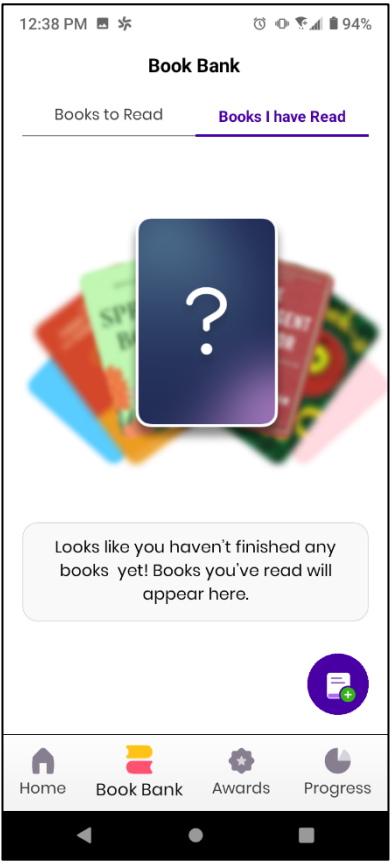 12:38 PM 94%
Book Bank
Books to Read Books I have Read
?
Looks like you haven't finished any
books yet! Books you've read will
appear here.
Home Book Bank Awards Progress